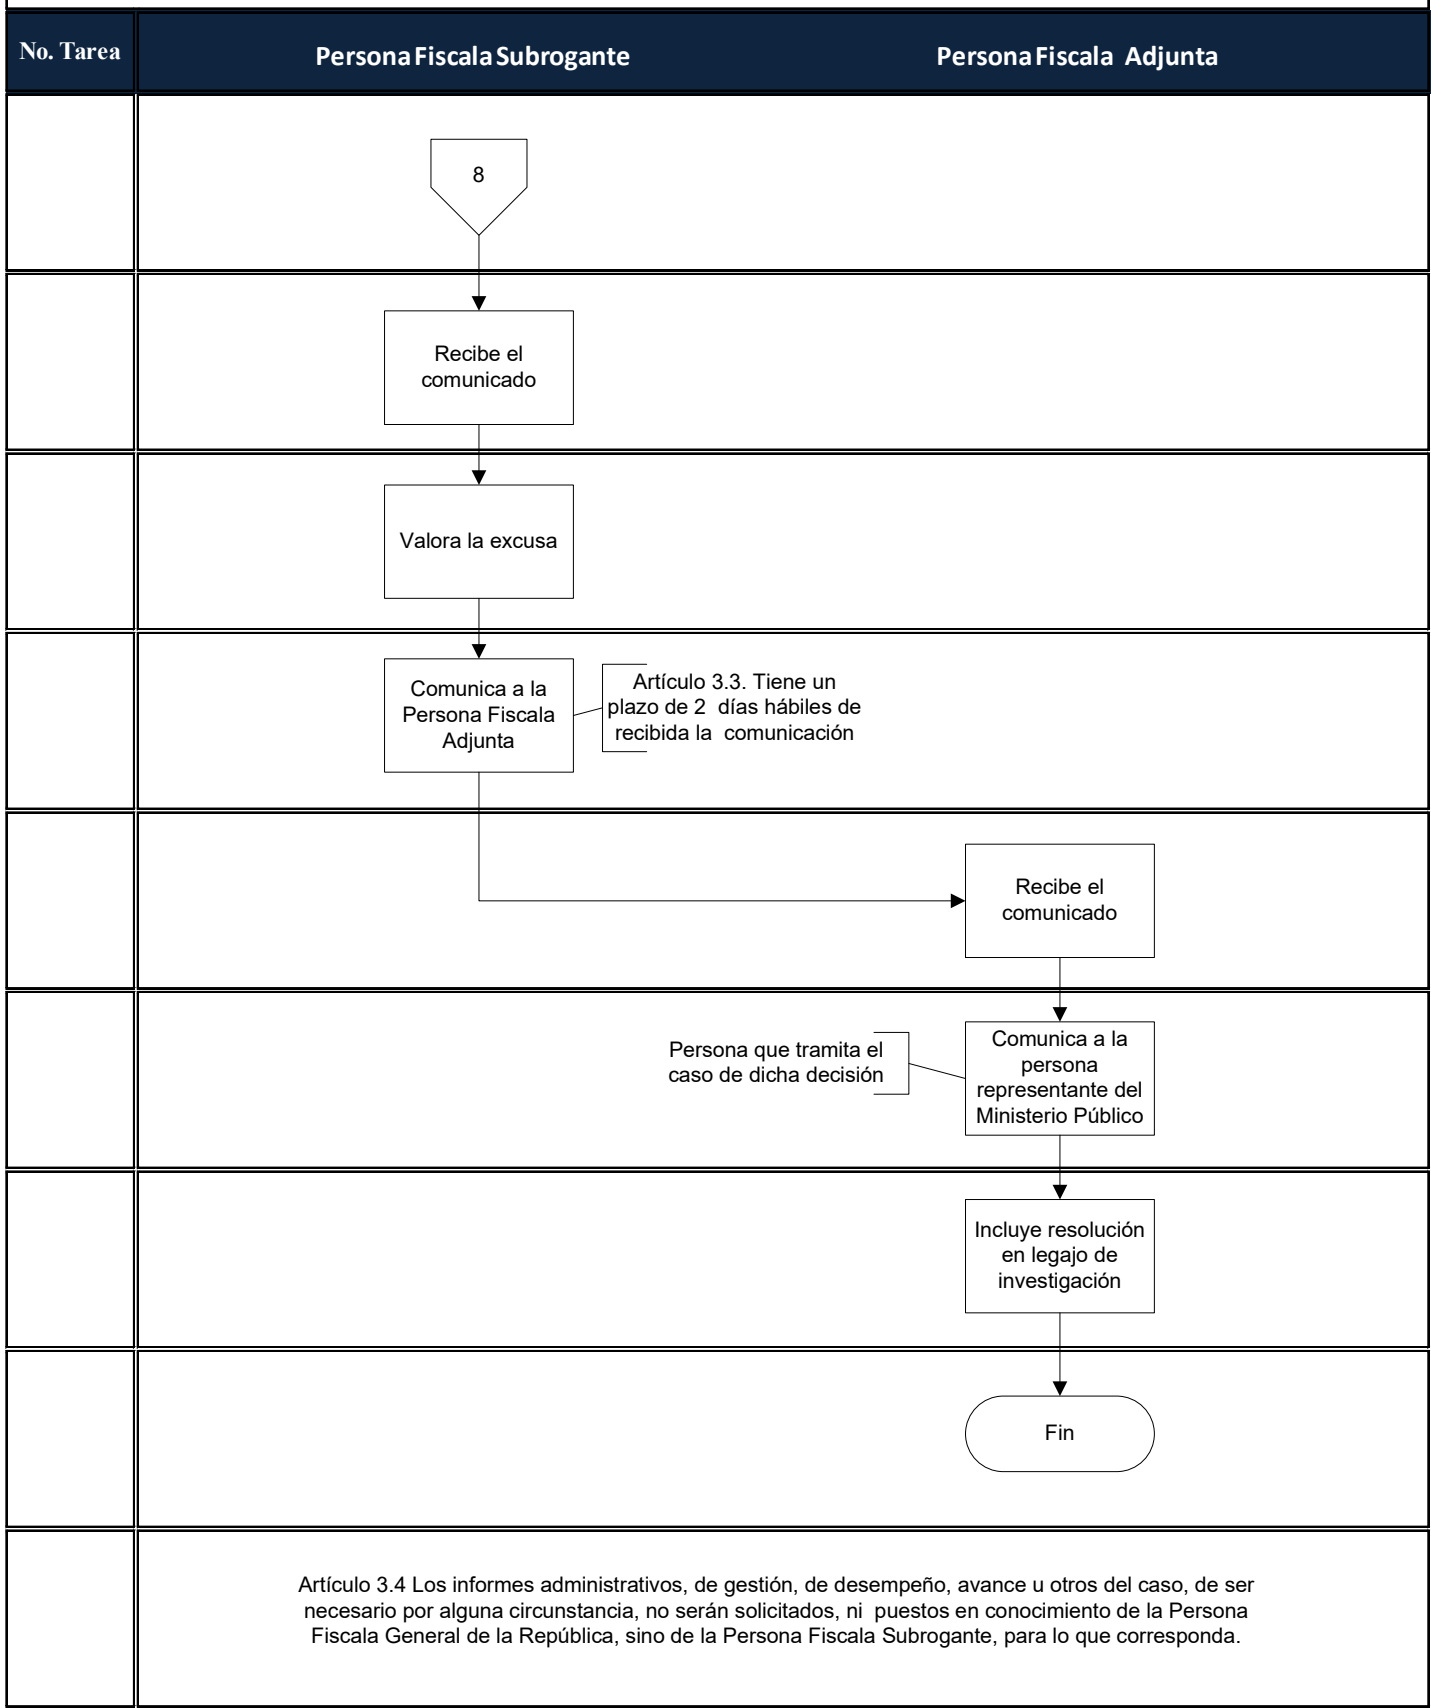 No. Tarea
Persona Fiscala Subrogante
Persona Fiscala Adjunta
8
Recibe el
comunicado
Valora la excusa
Comunica a la
Persona Fiscala
Adjunta
Artículo 3.3. Tiene un
plazo de 2 días hábiles de
recibida la comunicación
Recibe el
comunicado
Persona que tramita el
caso de dicha decisión
Comunica a la
persona
representante del
Ministerio Público
Incluye resolución
en legajo de
investigación
Fin
Artículo 3.4 Los informes administrativos, de gestión, de desempeño, avance u otros del caso, de ser
necesario por alguna circunstancia, no serán solicitados, ni puestos en conocimiento de la Persona
Fiscala General de la República, sino de la Persona Fiscala Subrogante, para lo que corresponda.